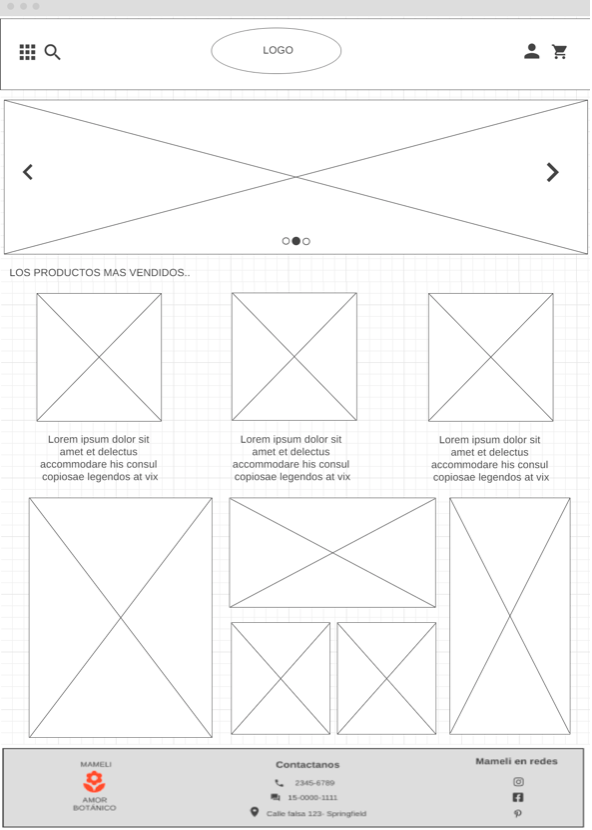 LOGO
LOS PRODUCTOS MAS VENDIDOS..
Lorem ipsum dolor sit
amet et delectus
accommodare his consul
copiosae legendos at vix
Lorem ipsum dolor sit
amet et delectus
accommodare his consul
copiosae legendos at vix
Lorem ipsum dolor sit
amet et delectus
accommodare his consul
copiosae legendos at vix
MAMELI
AMOR
BOTÁNICO
Contactanos
2345-6789
15-0000-1111
Calle falsa 123- Springfield
Mameli en redes